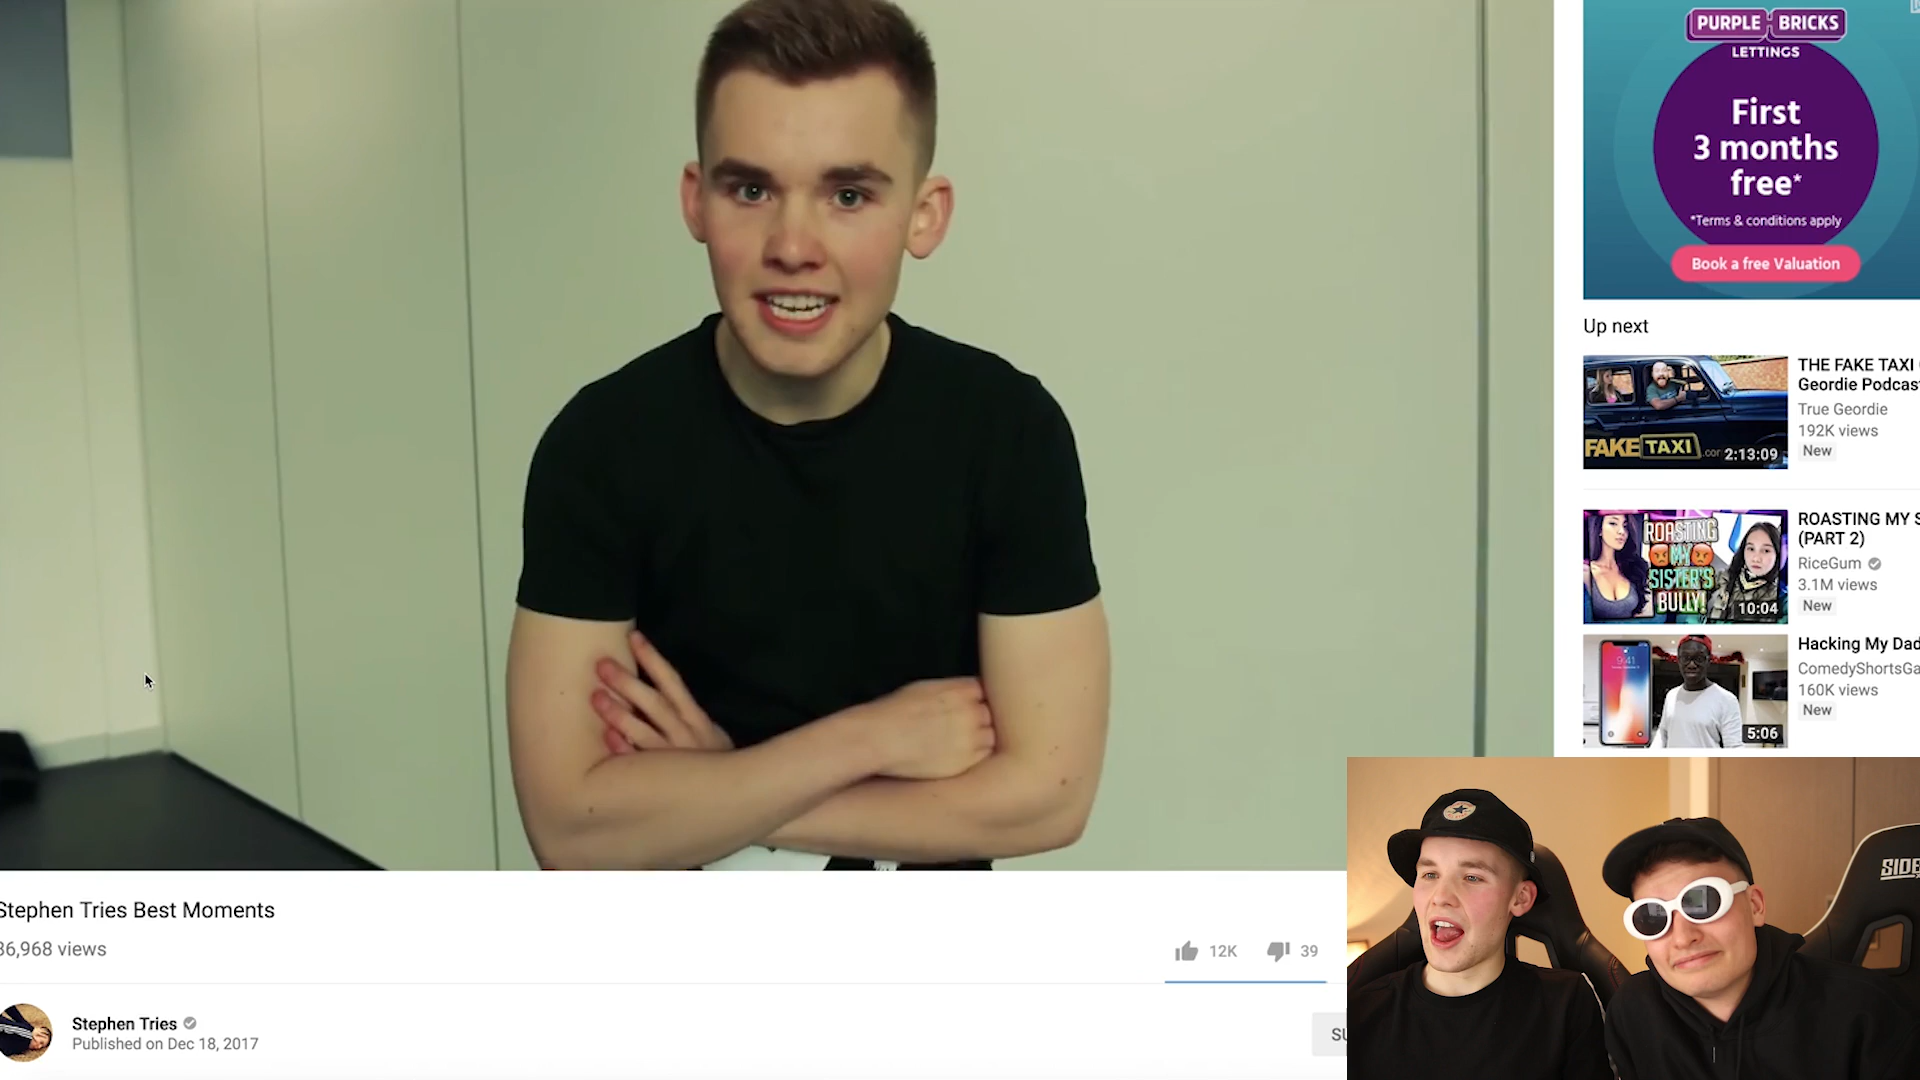 PURPLE BRICKS
LETTINGS
First
3 months
free*
*Terms & conditions apply
Book a free Valuation
Up next
FAKE TAXI .co
2:13:09
THE FAKE TAXI
Geordie Podcas
True Geordie
192K views
New
ROASTING
MY
SISTER'S
BULLY!
10:04
ROASTING MY S
(PART 2)
RiceGum
3.1M views
New
9:41
5:06
Hacking My Dad
ComedyShortsGa
160K views
New
SIDE
Stephen Tries Best Moments
36,968 views
12K
39
Stephen Tries
Published on Dec 18, 2017
SU